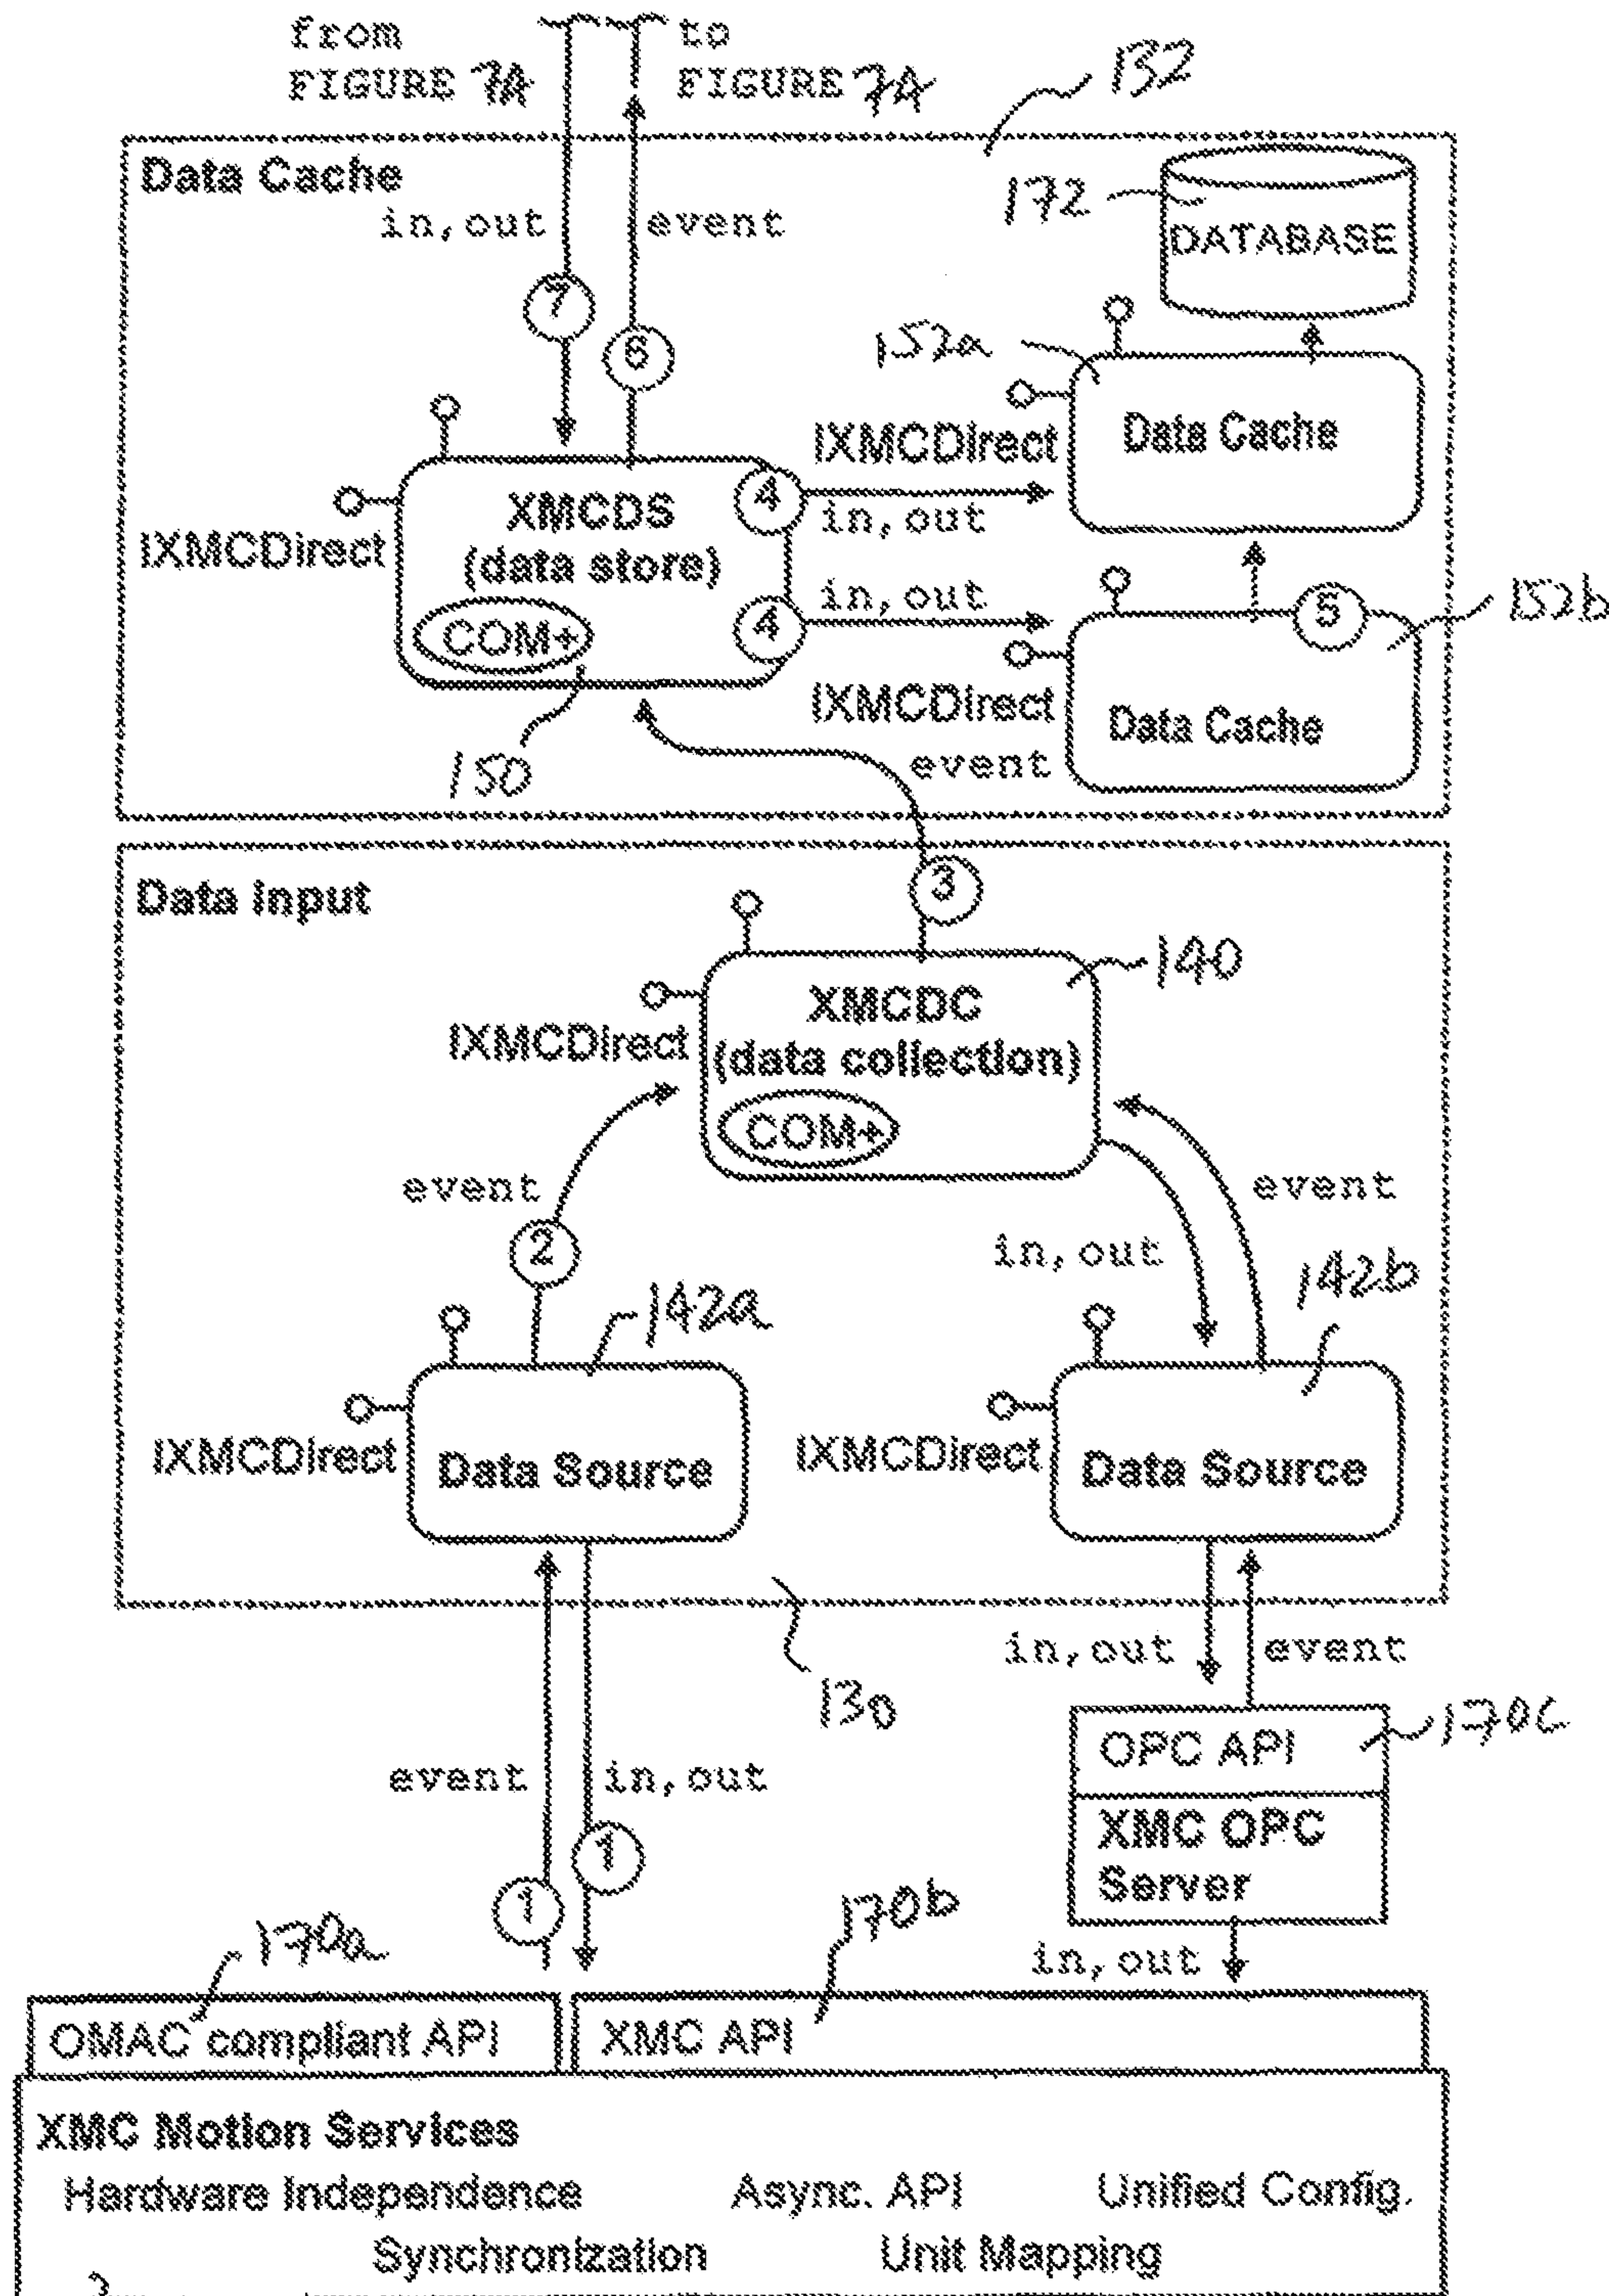 from
FIGURE 7A
to
FIGURE 7A
132
Data Cache
in,out
event
172
DATABASE
7
6
152a
IXMCDirect
Data Cache
XMCDS
(data store)
COM+
IXMCDirect
4
in,out
4
in,out
5
152b
IXMCDirect
Data Cache
150
event
Data Input
3
140
XMCDC
(data collection)
COM+
IXMCDirect
event
2
event
in,out
142a
142b
IXMCDirect
Data Source
IXMCDirect
Data Source
130
in,out
event
170c
OPC API
XMC OPC
Server
event
in,out
1
1
170a
170b
in,out
OMAC compliant API
XMC API
XMC Motion Services
Hardware Independence
Async. API
Unified Config.
Synchronization
Unit Mapping